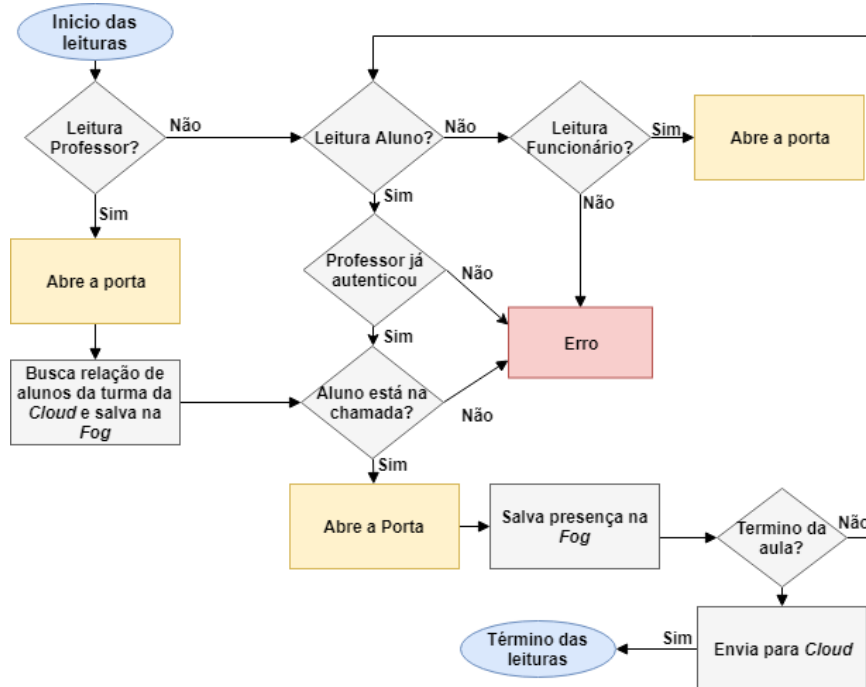 Inicio das
leituras
Leitura
Professor?
Não
Leitura Aluno?
Não
Leitura
Funcionário?
Sim
Abre a porta
Sim
Sim
Não
Abre a porta
Professor já
autenticou
Não
Erro
Sim
Busca relação de
alunos da turma da
Cloud e salva na
Fog
Aluno está na
chamada?
Não
Sim
Abre a Porta
Salva presença na
Fog
Termino da
aula?
Não
Envia para Cloud
Sim
Término das
leituras